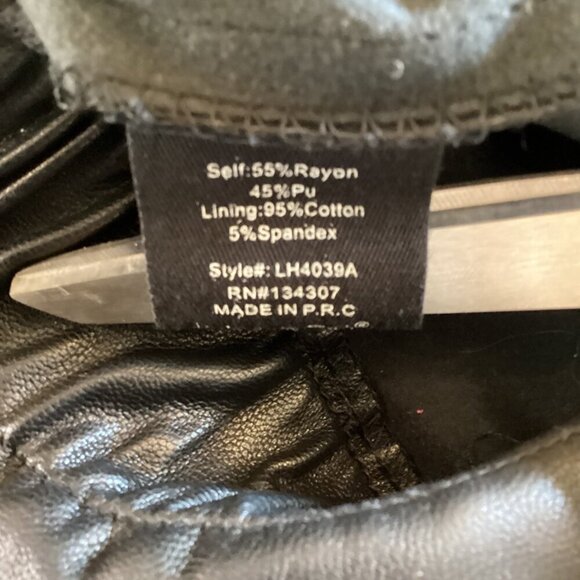 Self:55%Rayon
45%Pu
Lining:95%Cotton
5%Spandex
Style#: LH4039A
RN#134307
MADE IN P.R.C